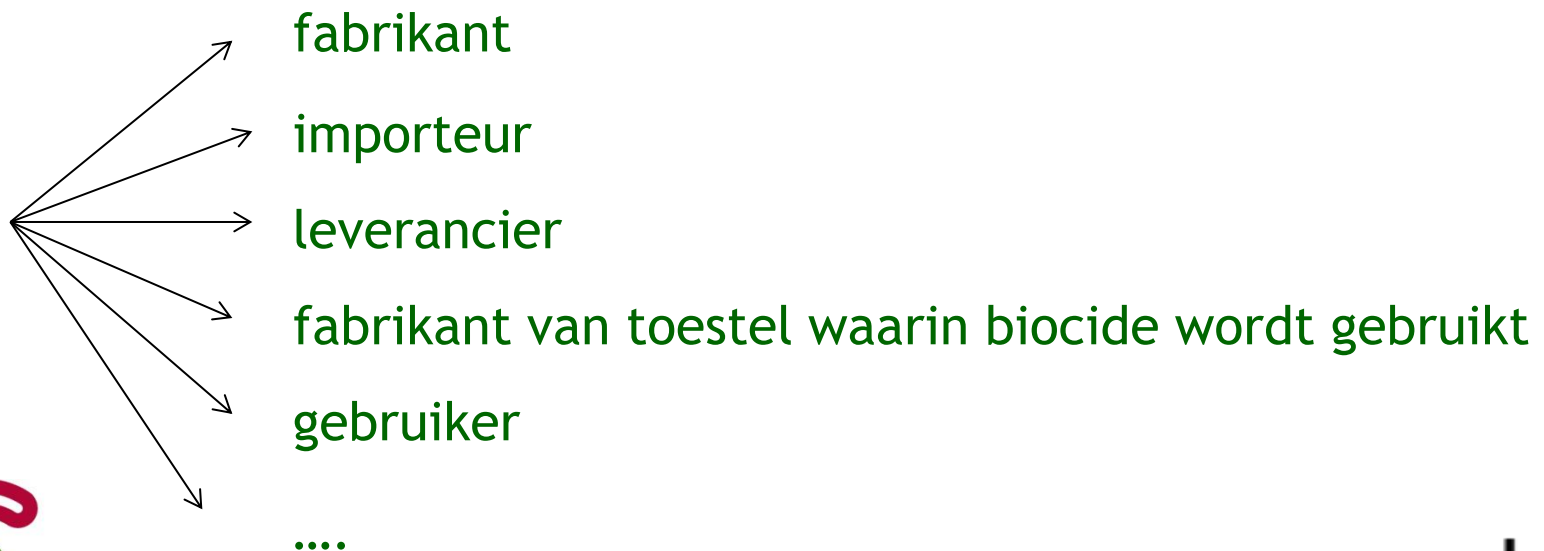 fabrikant
importeur
leverancier
fabrikant van toestel waarin biocide wordt gebruikt
gebruiker
....